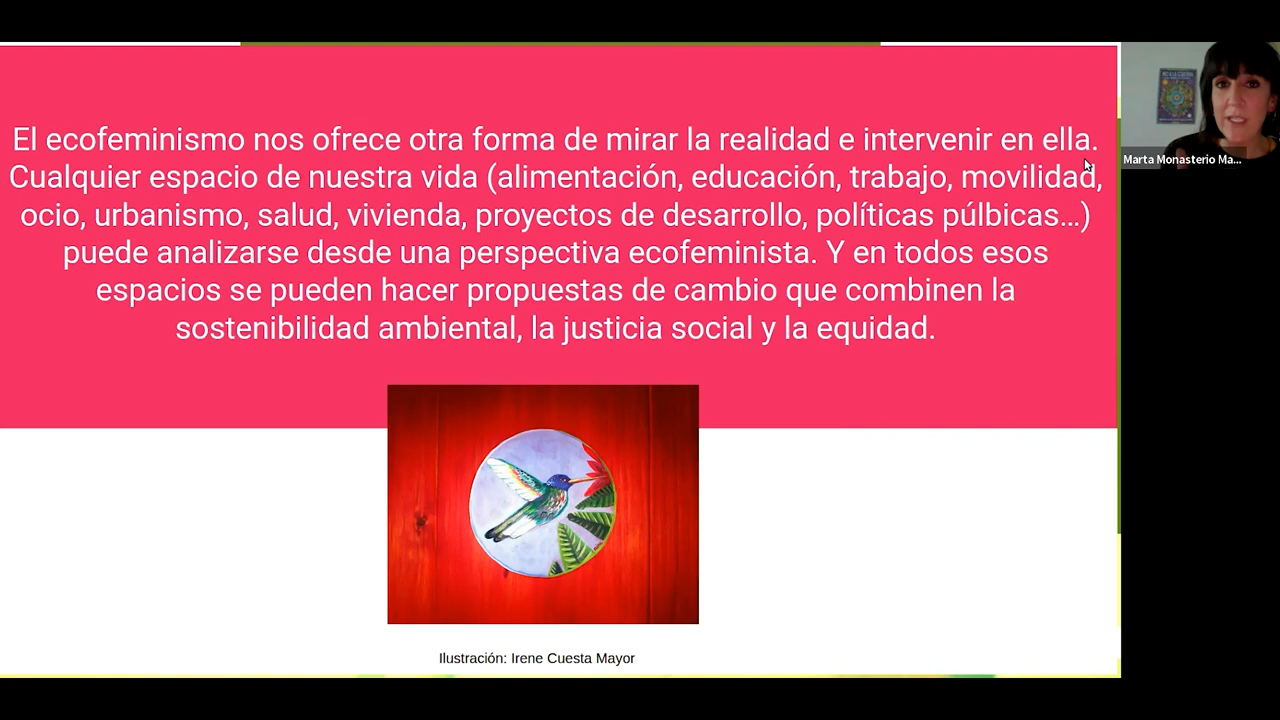 El ecofeminismo nos ofrece otra forma de mirar la realidad e intervenir en ella.
Cualquier espacio de nuestra vida (alimentación, educación, trabajo, movilidad,
ocio, urbanismo, salud, vivienda, proyectos de desarrollo, políticas púlbicas...)
puede analizarse desde una perspectiva ecofeminista. Y en todos esos
espacios se pueden hacer propuestas de cambio que combinen la
sostenibilidad ambiental, la justicia social y la equidad.
Marta Monasterio Ma...
Ilustración: Irene Cuesta Mayor